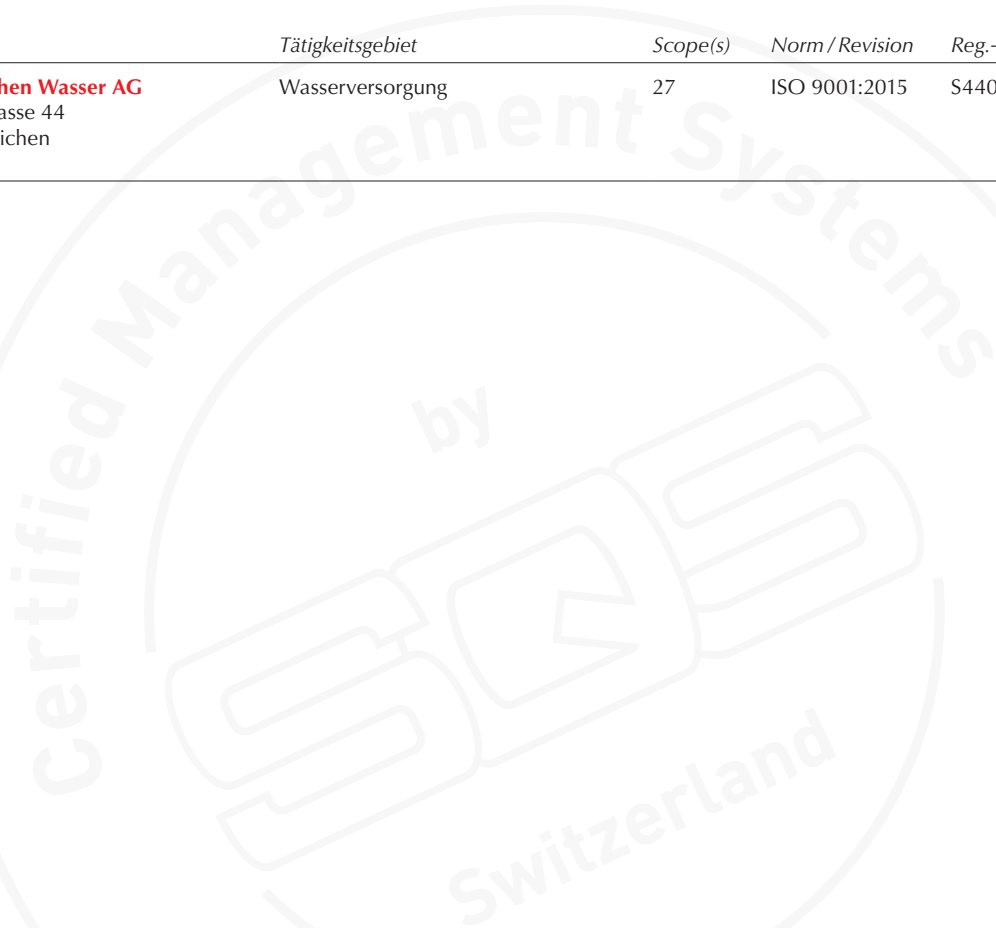 Tätigkeitsgebiet Scope(s) Norm / Revision Reg.-
hen Wasser AG Wasserversorgung 27 ISO 9001:2015 S440
asse 44
ichen
Certified Management Systems
by
SQS
Switzerland